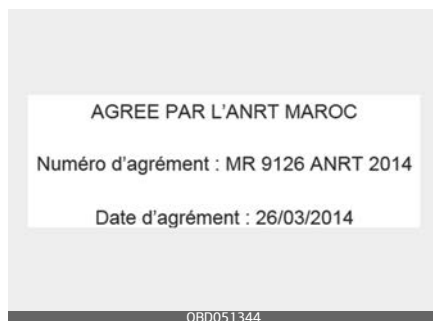 AGREE PAR L'ANRT MAROC
Numéro d'agrément : MR 9126 ANRT 2014
Date d'agrément : 26/03/2014
OBD051344